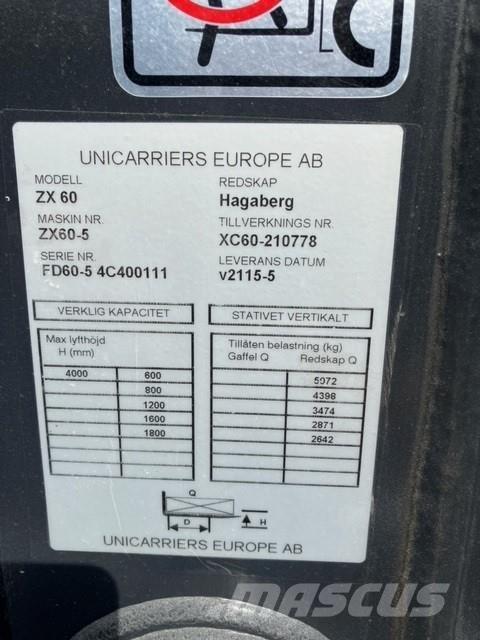 UNICARRIERS EUROPE AB
MODELL REDSKAP
ZX 60 Hagaberg
MASKIN NR. TILLVERKNINGS NR.
ZX60-5 XC60-210778
SERIE NR. LEVERANS DATUM
FD60-5 4C400111 v2115-5
VERKLIG KAPACITET STATIVET VERTIKALT
Max lyfthöjd Tillåten belastning (kg)
H (mm) Gaffel Q Redskap Q
4000 600 5972
800 4398
1200 3474
1600 2871
1800 2642
Q
D H
UNICARRIERS EUROPE AB
MASCUS